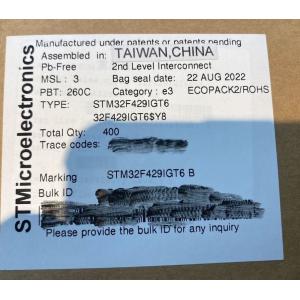 Manufactured under patents or patents pending
Assembled in: TAIWAN,CHINA
Pb-Free 2nd Level Interconnect
MSL : 3 Bag seal date: 22 AUG 2022
PBT: 260C Category : e3 ECOPACK2/ROHS
TYPE: STM32F429IGT6
32F429IGT6$Y8
Total Qty: 400
Trace codes:
Marking STM32F429IGT6 B
Bulk ID
Please provide the bulk ID for any inquiry
STMicroelectronics